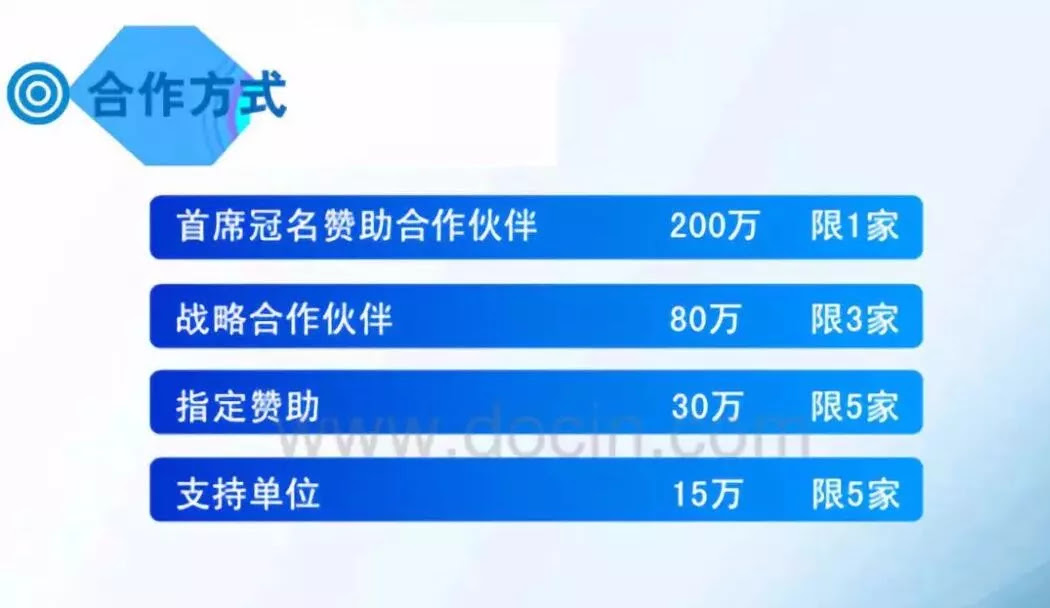 合作方式
首席冠名赞助合作伙伴 200万 限1家
战略合作伙伴 80万 限3家
指定赞助 30万 限5家
www.docin.com
支持单位 15万 限5家